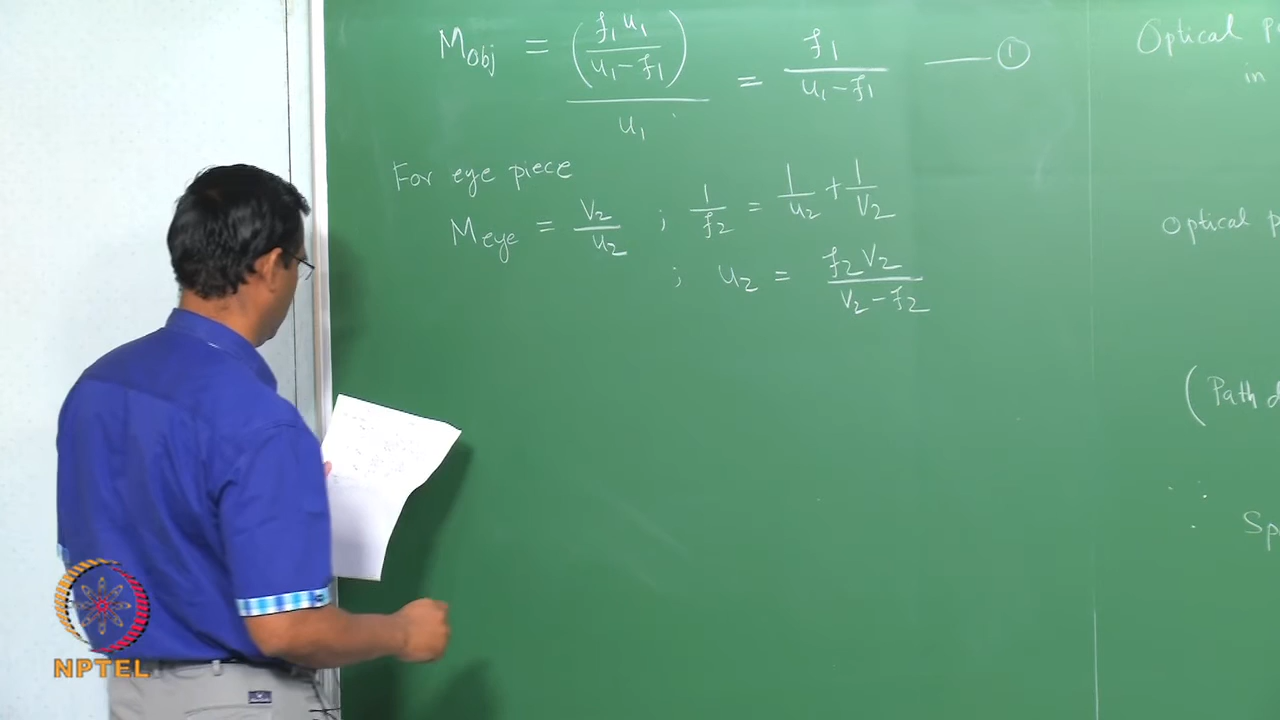 M_obj = (f₁ u₁ / (u₁ − f₁)) / u₁ = f₁ / (u₁ − f₁) —— ①
For eye piece
M_eye = V₂ / u₂ ; 1/f₂ = 1/u₂ + 1/V₂
; u₂ = f₂ V₂ / (V₂ − f₂)
Optical P
in
Optical p
(Path d
∴ Sp
NPTEL